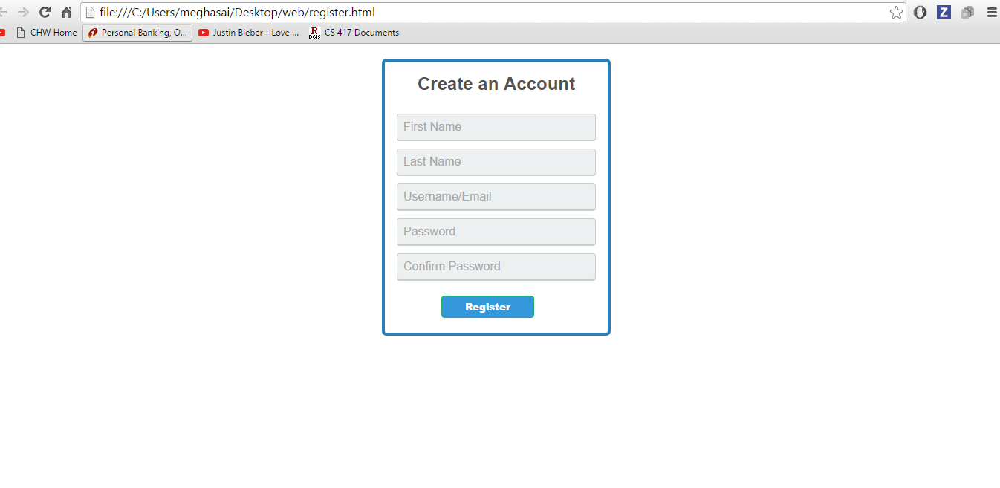 file:///C:/Users/meghasai/Desktop/web/register.html
Z
CHW Home Personal Banking, O... Justin Bieber - Love ... R DCIS CS 417 Documents
Create an Account
First Name
Last Name
Username/Email
Password
Confirm Password
Register